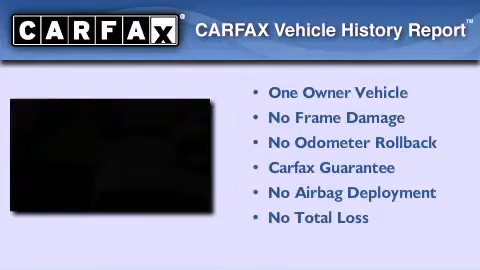 CARFAX® CARFAX Vehicle History Report™
• One Owner Vehicle
• No Frame Damage
• No Odometer Rollback
• Carfax Guarantee
• No Airbag Deployment
• No Total Loss